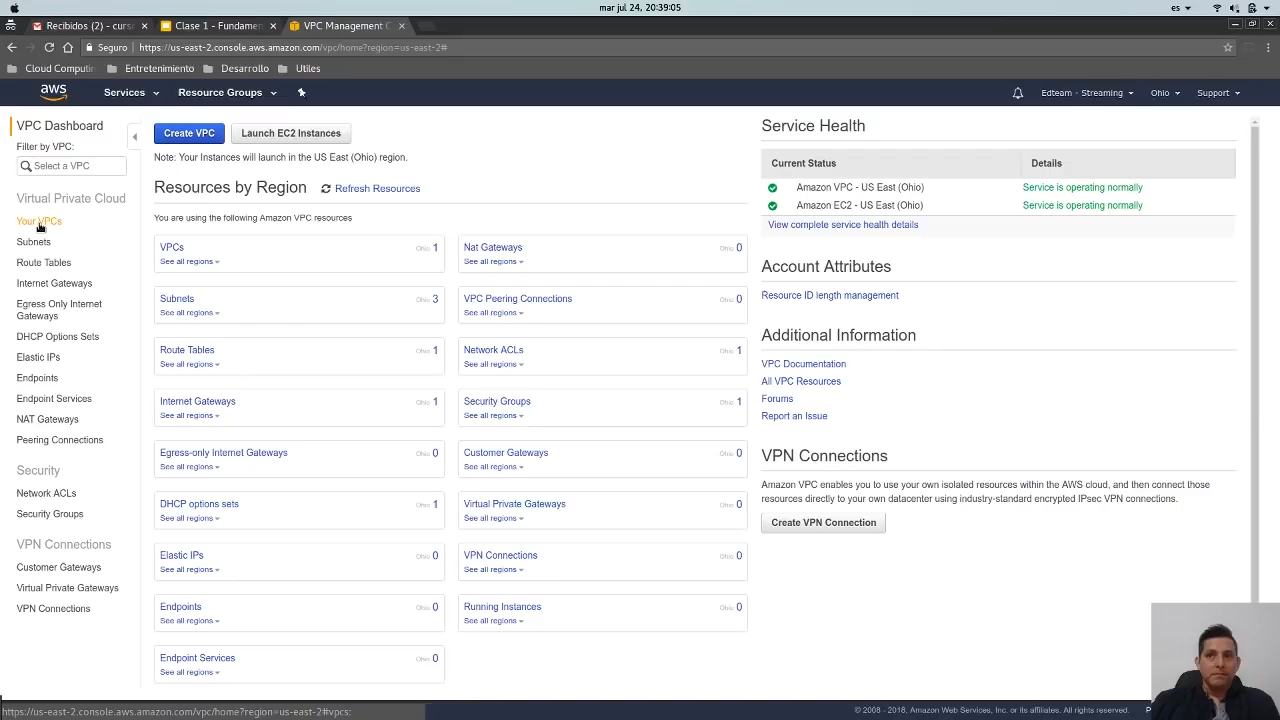 mar jul 24, 20:39:05
es
Recibidos (2) - curs
Clase 1 - Fundamen
VPC Management C
Seguro
https://us-east-2.console.aws.amazon.com/vpc/home?region=us-east-2#
Cloud Computin
Entretenimiento
Desarrollo
Utiles
aws
Services
Resource Groups
Edteam - Streaming
Ohio
Support
VPC Dashboard
Filter by VPC:
Select a VPC
Virtual Private Cloud
Your VPCs
Subnets
Route Tables
Internet Gateways
Egress Only Internet
Gateways
DHCP Options Sets
Elastic IPs
Endpoints
Endpoint Services
NAT Gateways
Peering Connections
Security
Network ACLs
Security Groups
VPN Connections
Customer Gateways
Virtual Private Gateways
VPN Connections
Create VPC
Launch EC2 Instances
Note: Your Instances will launch in the US East (Ohio) region.
Resources by Region
Refresh Resources
You are using the following Amazon VPC resources
VPCs
Ohio 1
See all regions
Nat Gateways
Ohio 0
See all regions
Subnets
Ohio 3
See all regions
VPC Peering Connections
Ohio 0
See all regions
Route Tables
Ohio 1
See all regions
Network ACLs
Ohio 1
See all regions
Internet Gateways
Ohio 1
See all regions
Security Groups
Ohio 1
See all regions
Egress-only Internet Gateways
Ohio 0
See all regions
Customer Gateways
Ohio 0
See all regions
DHCP options sets
Ohio 1
See all regions
Virtual Private Gateways
Ohio 0
See all regions
Elastic IPs
Ohio 0
See all regions
VPN Connections
Ohio 0
See all regions
Endpoints
Ohio 0
See all regions
Running Instances
Ohio 0
See all regions
Endpoint Services
Ohio 0
See all regions
Service Health
Current Status
Details
Amazon VPC - US East (Ohio)
Service is operating normally
Amazon EC2 - US East (Ohio)
Service is operating normally
View complete service health details
Account Attributes
Resource ID length management
Additional Information
VPC Documentation
All VPC Resources
Forums
Report an Issue
VPN Connections
Amazon VPC enables you to use your own isolated resources within the AWS cloud, and then connect those
resources directly to your own datacenter using industry-standard encrypted IPsec VPN connections.
Create VPN Connection
https://us-east-2.console.aws.amazon.com/vpc/home?region=us-east-2#vpcs:
© 2008 - 2018, Amazon Web Services, Inc. or its affiliates. All rights reserved.
P